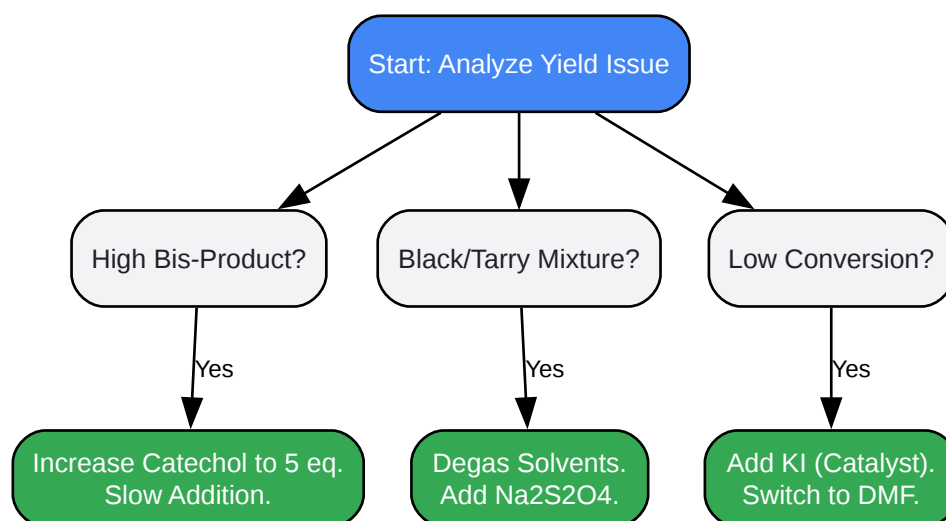 Start: Analyze Yield Issue
High Bis-Product?
Black/Tarry Mixture?
Low Conversion?
Yes
Yes
Yes
Increase Catechol to 5 eq.
Slow Addition.
Degas Solvents.
Add Na2S2O4.
Add KI (Catalyst).
Switch to DMF.